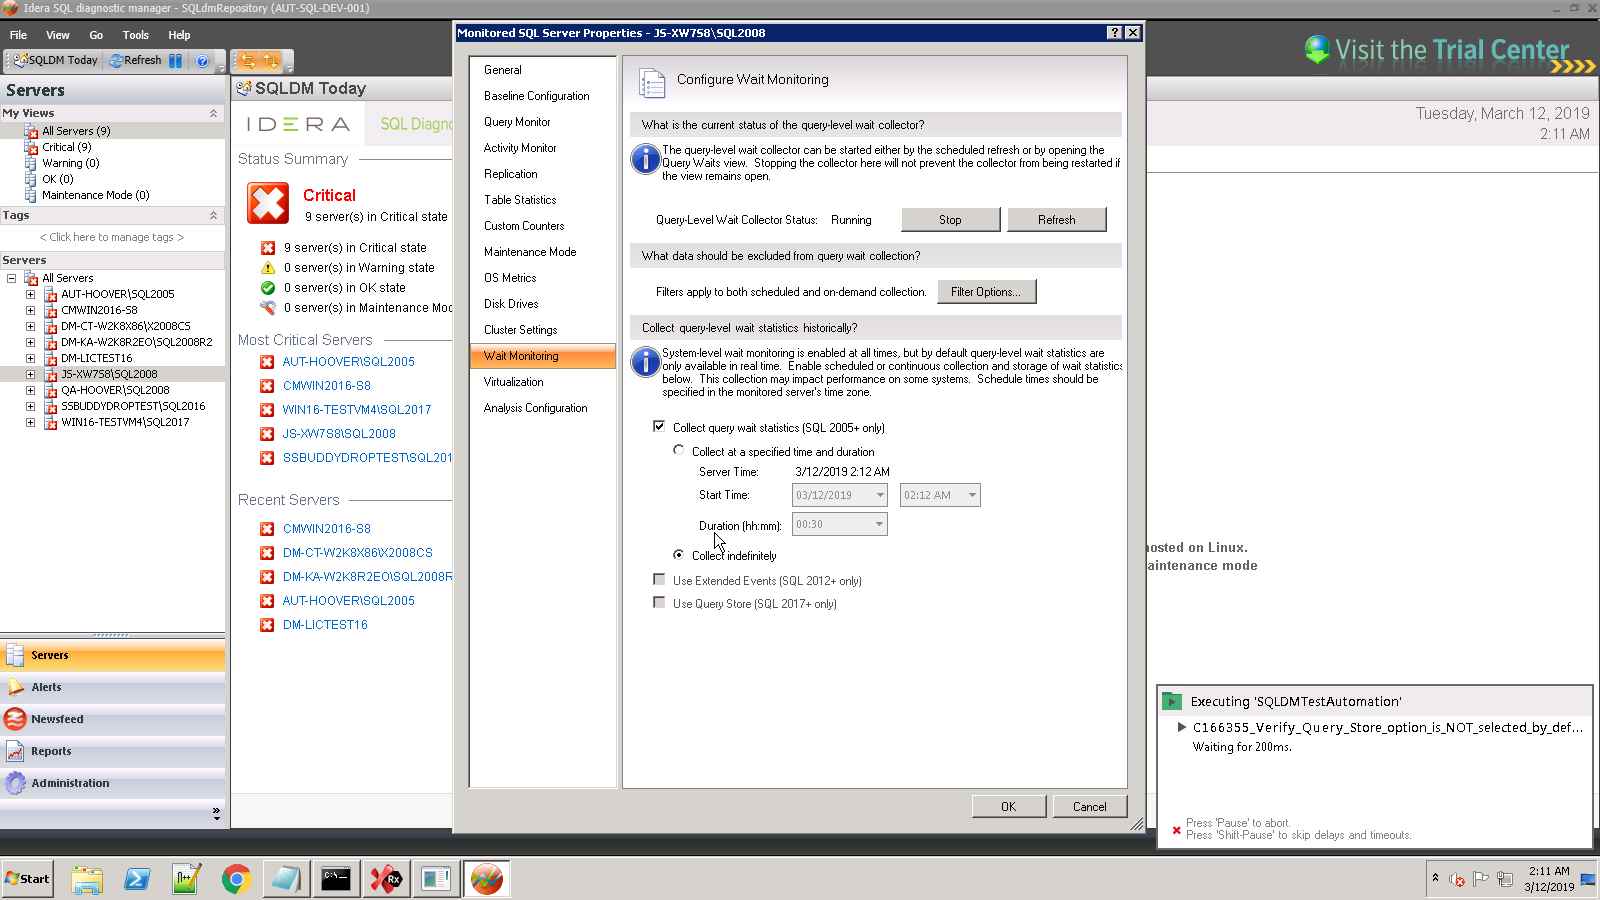 Idera SQL diagnostic manager - SQLdmRepository (AUT-SQL-DEV-001)
File View Go Tools Help
SQLDM Today Refresh
Servers
My Views
All Servers (9)
Critical (9)
Warning (0)
OK (0)
Maintenance Mode (0)
Tags
< Click here to manage tags >
Servers
All Servers
AUT-HOOVER\SQL2005
CMWIN2016-S8
DM-CT-W2K8X86\X2008CS
DM-KA-W2K8R2EO\SQL2008R2
DM-LICTEST16
JS-XW7S8\SQL2008
QA-HOOVER\SQL2008
SSBUDDYDROPTEST\SQL2016
WIN16-TESTVM4\SQL2017
Servers
Alerts
Newsfeed
Reports
Administration
SQLDM Today
IDERA SQL Diagno
Status Summary
Critical
9 server(s) in Critical state
9 server(s) in Critical state
0 server(s) in Warning state
0 server(s) in OK state
0 server(s) in Maintenance Mod
Most Critical Servers
AUT-HOOVER\SQL2005
CMWIN2016-S8
WIN16-TESTVM4\SQL2017
JS-XW7S8\SQL2008
SSBUDDYDROPTEST\SQL201
Recent Servers
CMWIN2016-S8
DM-CT-W2K8X86\X2008CS
DM-KA-W2K8R2EO\SQL2008R
AUT-HOOVER\SQL2005
DM-LICTEST16
Monitored SQL Server Properties - JS-XW7S8\SQL2008
General
Baseline Configuration
Query Monitor
Activity Monitor
Replication
Table Statistics
Custom Counters
Maintenance Mode
OS Metrics
Disk Drives
Cluster Settings
Wait Monitoring
Virtualization
Analysis Configuration
Configure Wait Monitoring
What is the current status of the query-level wait collector?
The query-level wait collector can be started either by the scheduled refresh or by opening the
Query Waits view. Stopping the collector here will not prevent the collector from being restarted if
the view remains open.
Query-Level Wait Collector Status: Running Stop Refresh
What data should be excluded from query wait collection?
Filters apply to both scheduled and on-demand collection. Filter Options...
Collect query-level wait statistics historically?
System-level wait monitoring is enabled at all times, but by default query-level wait statistics are
only available in real time. Enable scheduled or continuous collection and storage of wait statistics
below. This collection may impact performance on some systems. Schedule times should be
specified in the monitored server's time zone.
Collect query wait statistics (SQL 2005+ only)
Collect at a specified time and duration
Server Time: 3/12/2019 2:12 AM
Start Time: 03/12/2019 02:12 AM
Duration (hh:mm): 00:30
Collect indefinitely
Use Extended Events (SQL 2012+ only)
Use Query Store (SQL 2017+ only)
OK Cancel
Visit the Trial Center
Tuesday, March 12, 2019
2:11 AM
hosted on Linux.
aintenance mode
Executing 'SQLDMTestAutomation'
C166355_Verify_Query_Store_option_is_NOT_selected_by_def...
Waiting for 200ms.
Press 'Pause' to abort.
Press 'Shift-Pause' to skip delays and timeouts.
Start
2:11 AM
3/12/2019